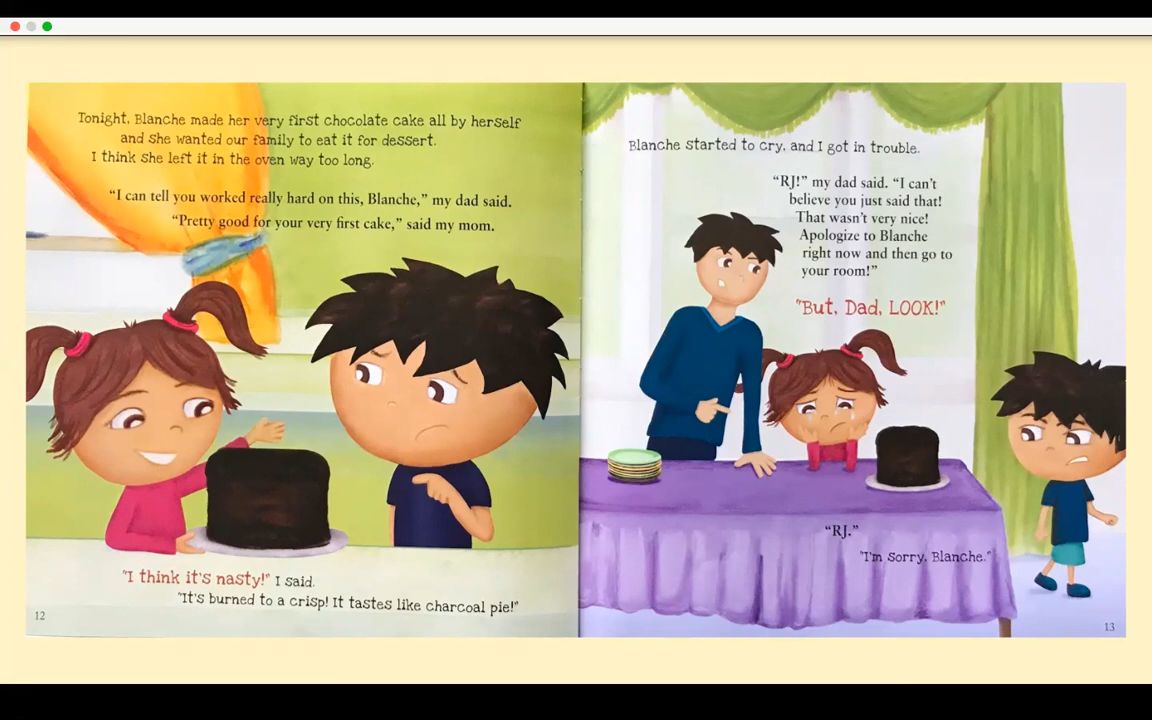 Tonight, Blanche made her very first chocolate cake all by herself
and she wanted our family to eat it for dessert.
I think she left it in the oven way too long.
“I can tell you worked really hard on this, Blanche,” my dad said.
“Pretty good for your very first cake,” said my mom.
"I think it's nasty!" I said.
"It's burned to a crisp! It tastes like charcoal pie!"
12
Blanche started to cry, and I got in trouble.
“RJ!” my dad said. “I can’t
believe you just said that!
That wasn’t very nice!
Apologize to Blanche
right now and then go to
your room!”
"But, Dad, LOOK!"
“RJ.”
"I'm sorry, Blanche."
13